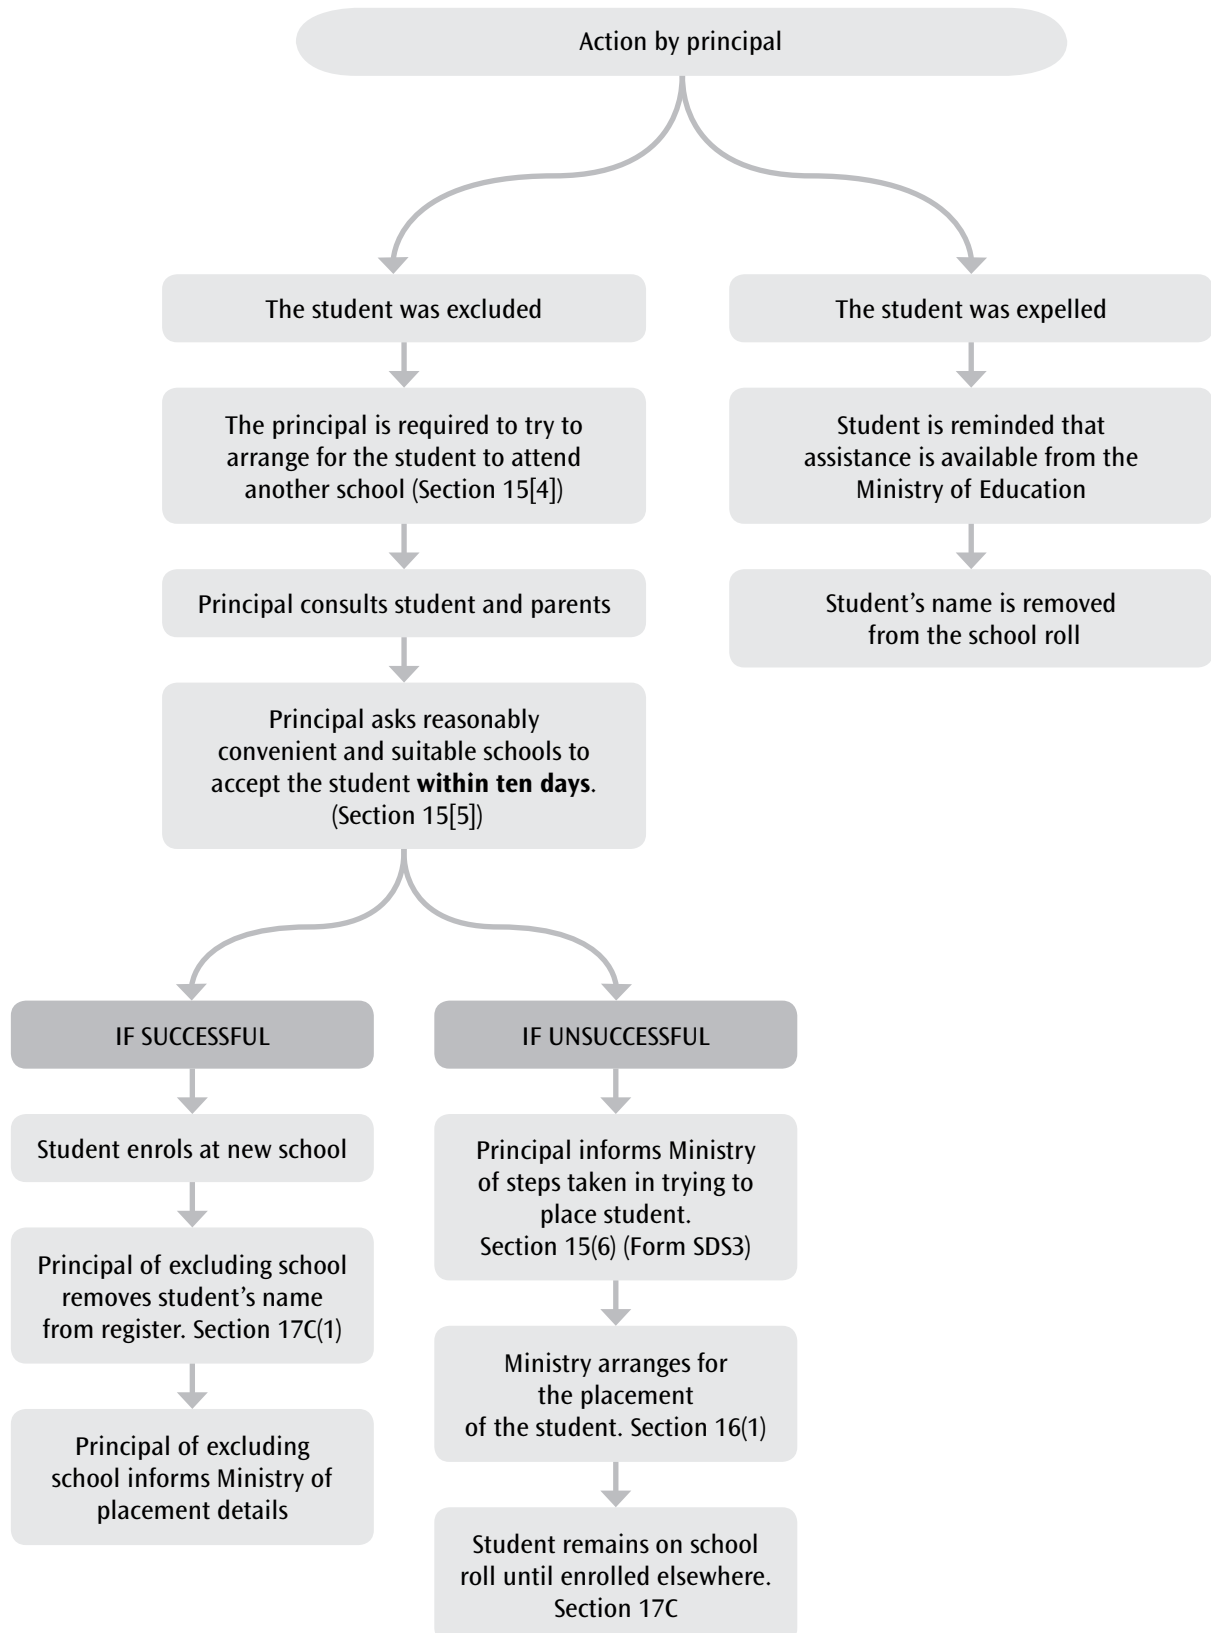 Action by principal
The student was excluded
The principal is required to try to
arrange for the student to attend
another school (Section 15[4])
Principal consults student and parents
Principal asks reasonably
convenient and suitable schools to
accept the student within ten days.
(Section 15[5])
The student was expelled
Student is reminded that
assistance is available from the
Ministry of Education
Student’s name is removed
from the school roll
IF SUCCESSFUL
Student enrols at new school
Principal of excluding school
removes student’s name
from register. Section 17C(1)
Principal of excluding
school informs Ministry of
placement details
IF UNSUCCESSFUL
Principal informs Ministry
of steps taken in trying to
place student.
Section 15(6) (Form SDS3)
Ministry arranges for
the placement
of the student. Section 16(1)
Student remains on school
roll until enrolled elsewhere.
Section 17C